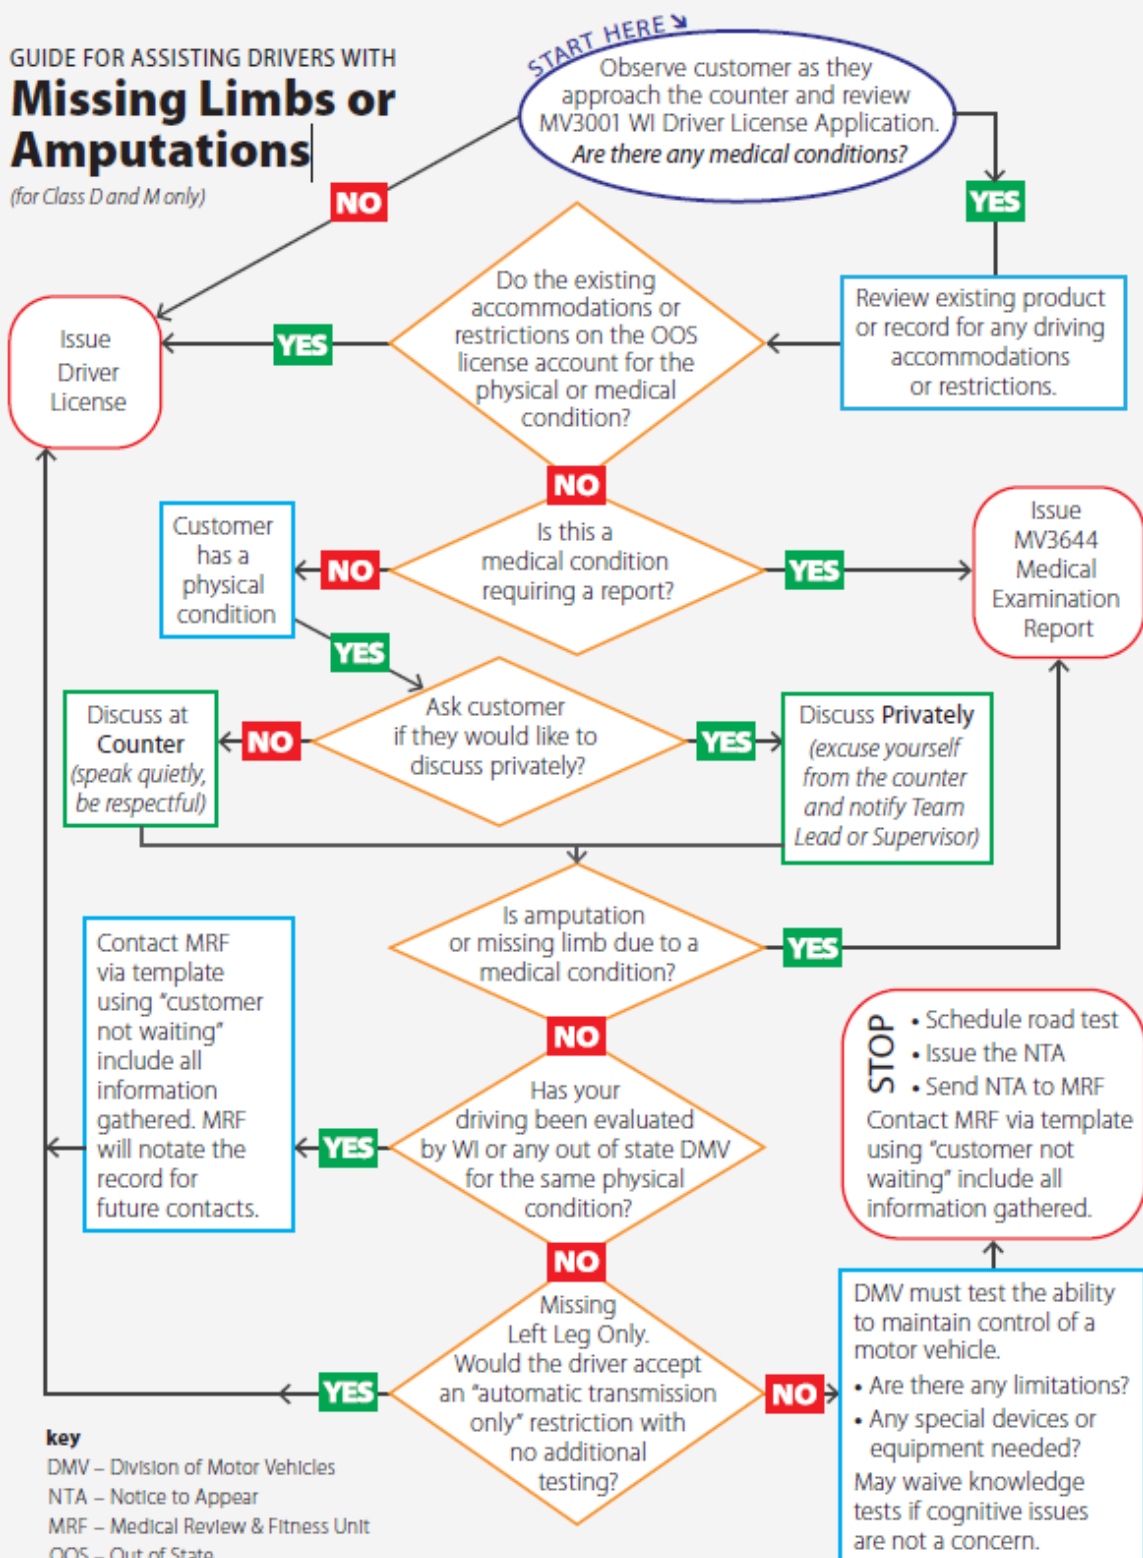 GUIDE FOR ASSISTING DRIVERS WITH
Missing Limbs or
Amputations
(for Class D and M only)
START HERE
Observe customer as they
approach the counter and review
MV3001 WI Driver License Application.
Are there any medical conditions?
NO
YES
Review existing product
or record for any driving
accommodations
or restrictions.
Do the existing
accommodations or
restrictions on the OOS
license account for the
physical or medical
condition?
YES
Issue
Driver
License
NO
Is this a
medical condition
requiring a report?
YES
Issue
MV3644
Medical
Examination
Report
NO
Customer
has a
physical
condition
YES
Ask customer
if they would like to
discuss privately?
NO
Discuss at
Counter
(speak quietly,
be respectful)
YES
Discuss Privately
(excuse yourself
from the counter
and notify Team
Lead or Supervisor)
Is amputation
or missing limb due to a
medical condition?
YES
NO
Has your
driving been evaluated
by WI or any out of state DMV
for the same physical
condition?
YES
Contact MRF
via template
using "customer
not waiting"
include all
information
gathered. MRF
will notate the
record for
future contacts.
NO
Missing
Left Leg Only.
Would the driver accept
an "automatic transmission
only" restriction with
no additional
testing?
YES
NO
DMV must test the ability
to maintain control of a
motor vehicle.
• Are there any limitations?
• Any special devices or
equipment needed?
May waive knowledge
tests if cognitive issues
are not a concern.
STOP
• Schedule road test
• Issue the NTA
• Send NTA to MRF
Contact MRF via template
using "customer not
waiting" include all
information gathered.
key
DMV – Division of Motor Vehicles
NTA – Notice to Appear
MRF – Medical Review & Fitness Unit
OOS – Out of State